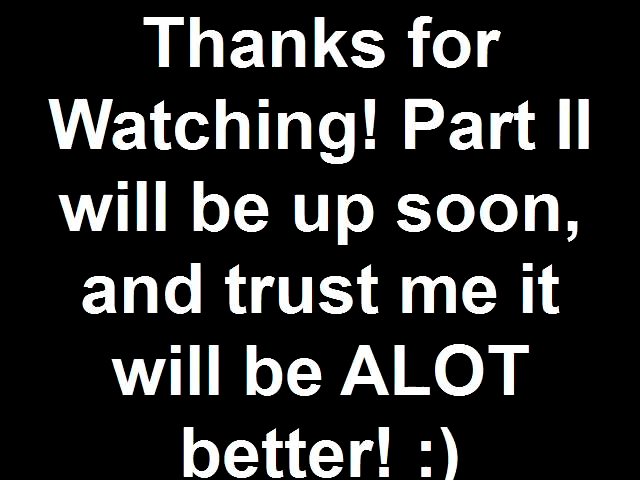 Thanks for
Watching! Part II
will be up soon,
and trust me it
will be ALOT
better! :)